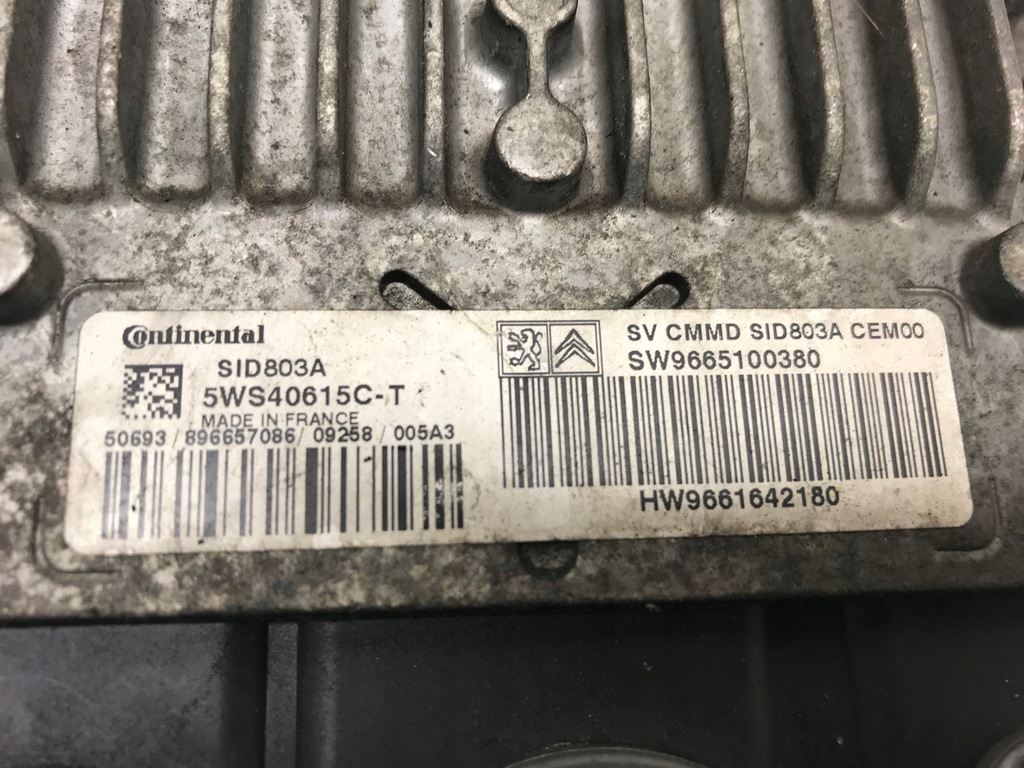 Continental
SID803A
5WS40615C-T
MADE IN FRANCE
50693 / 896657086 / 09258 / 005A3
SV CMMD SID803A CEM00
SW9665100380
HW9661642180